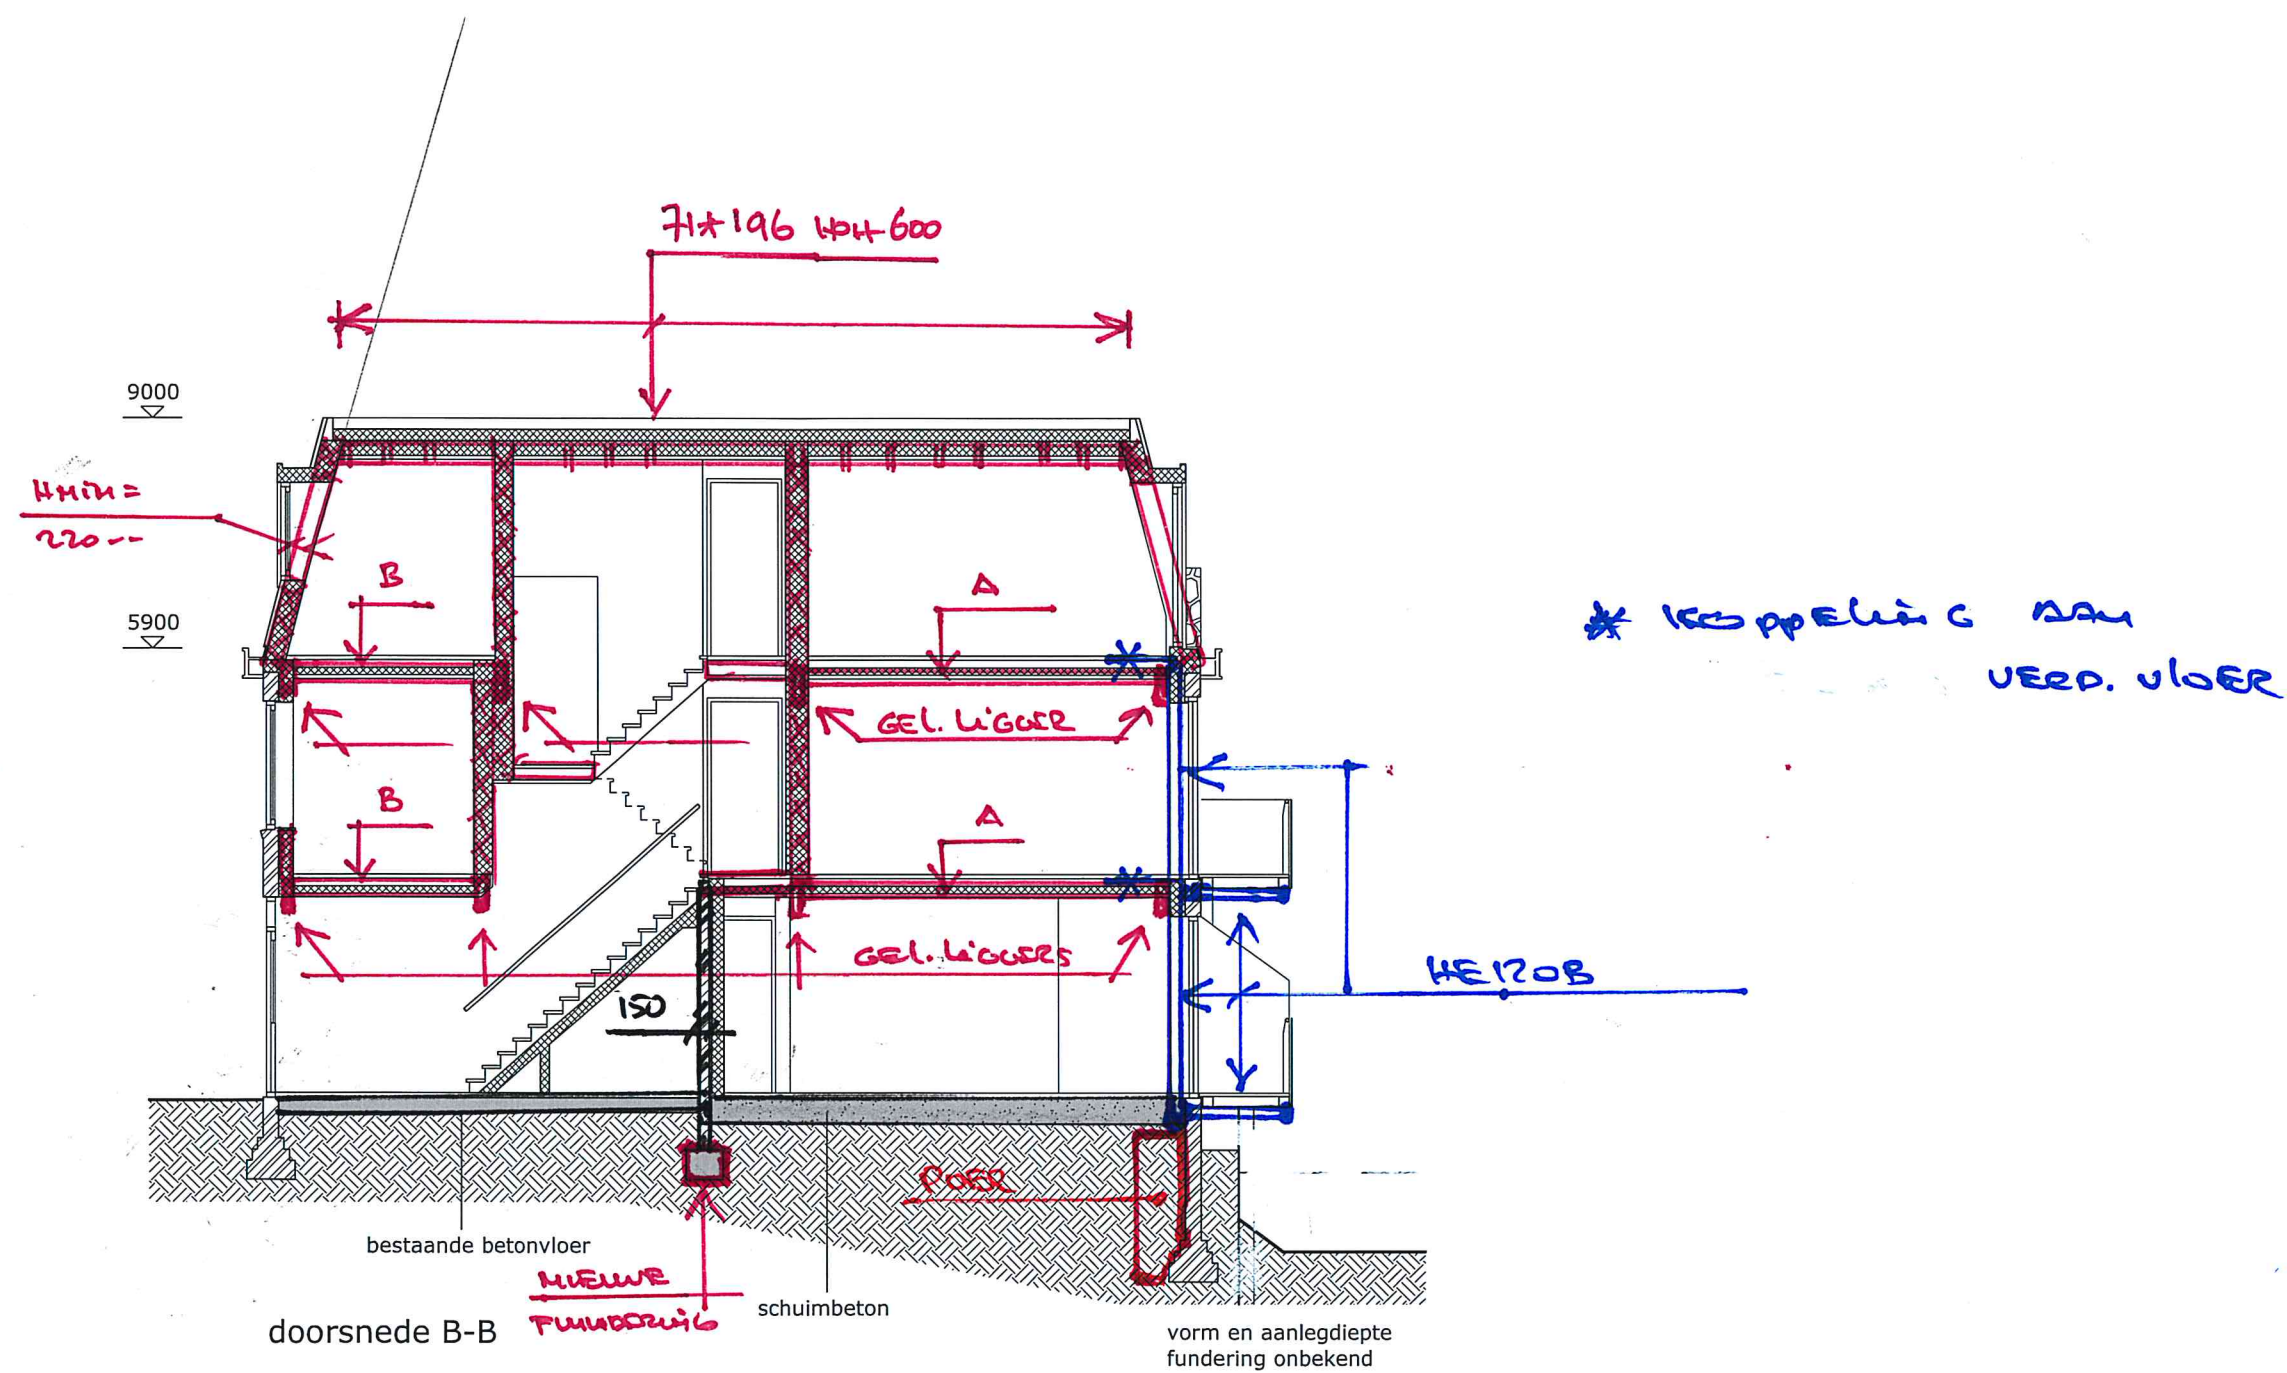 71*196 HOH 600
9000
HMIN=
220--
B
A
5900
* KOPPELING AAN
VERD. VLOER
GEL. LIGGER
B
A
GEL. LIGGERS
HE120B
150
POER
bestaande betonvloer
NIEUWE
FUNDERING
schuimbeton
doorsnede B-B
vorm en aanlegdiepte
fundering onbekend